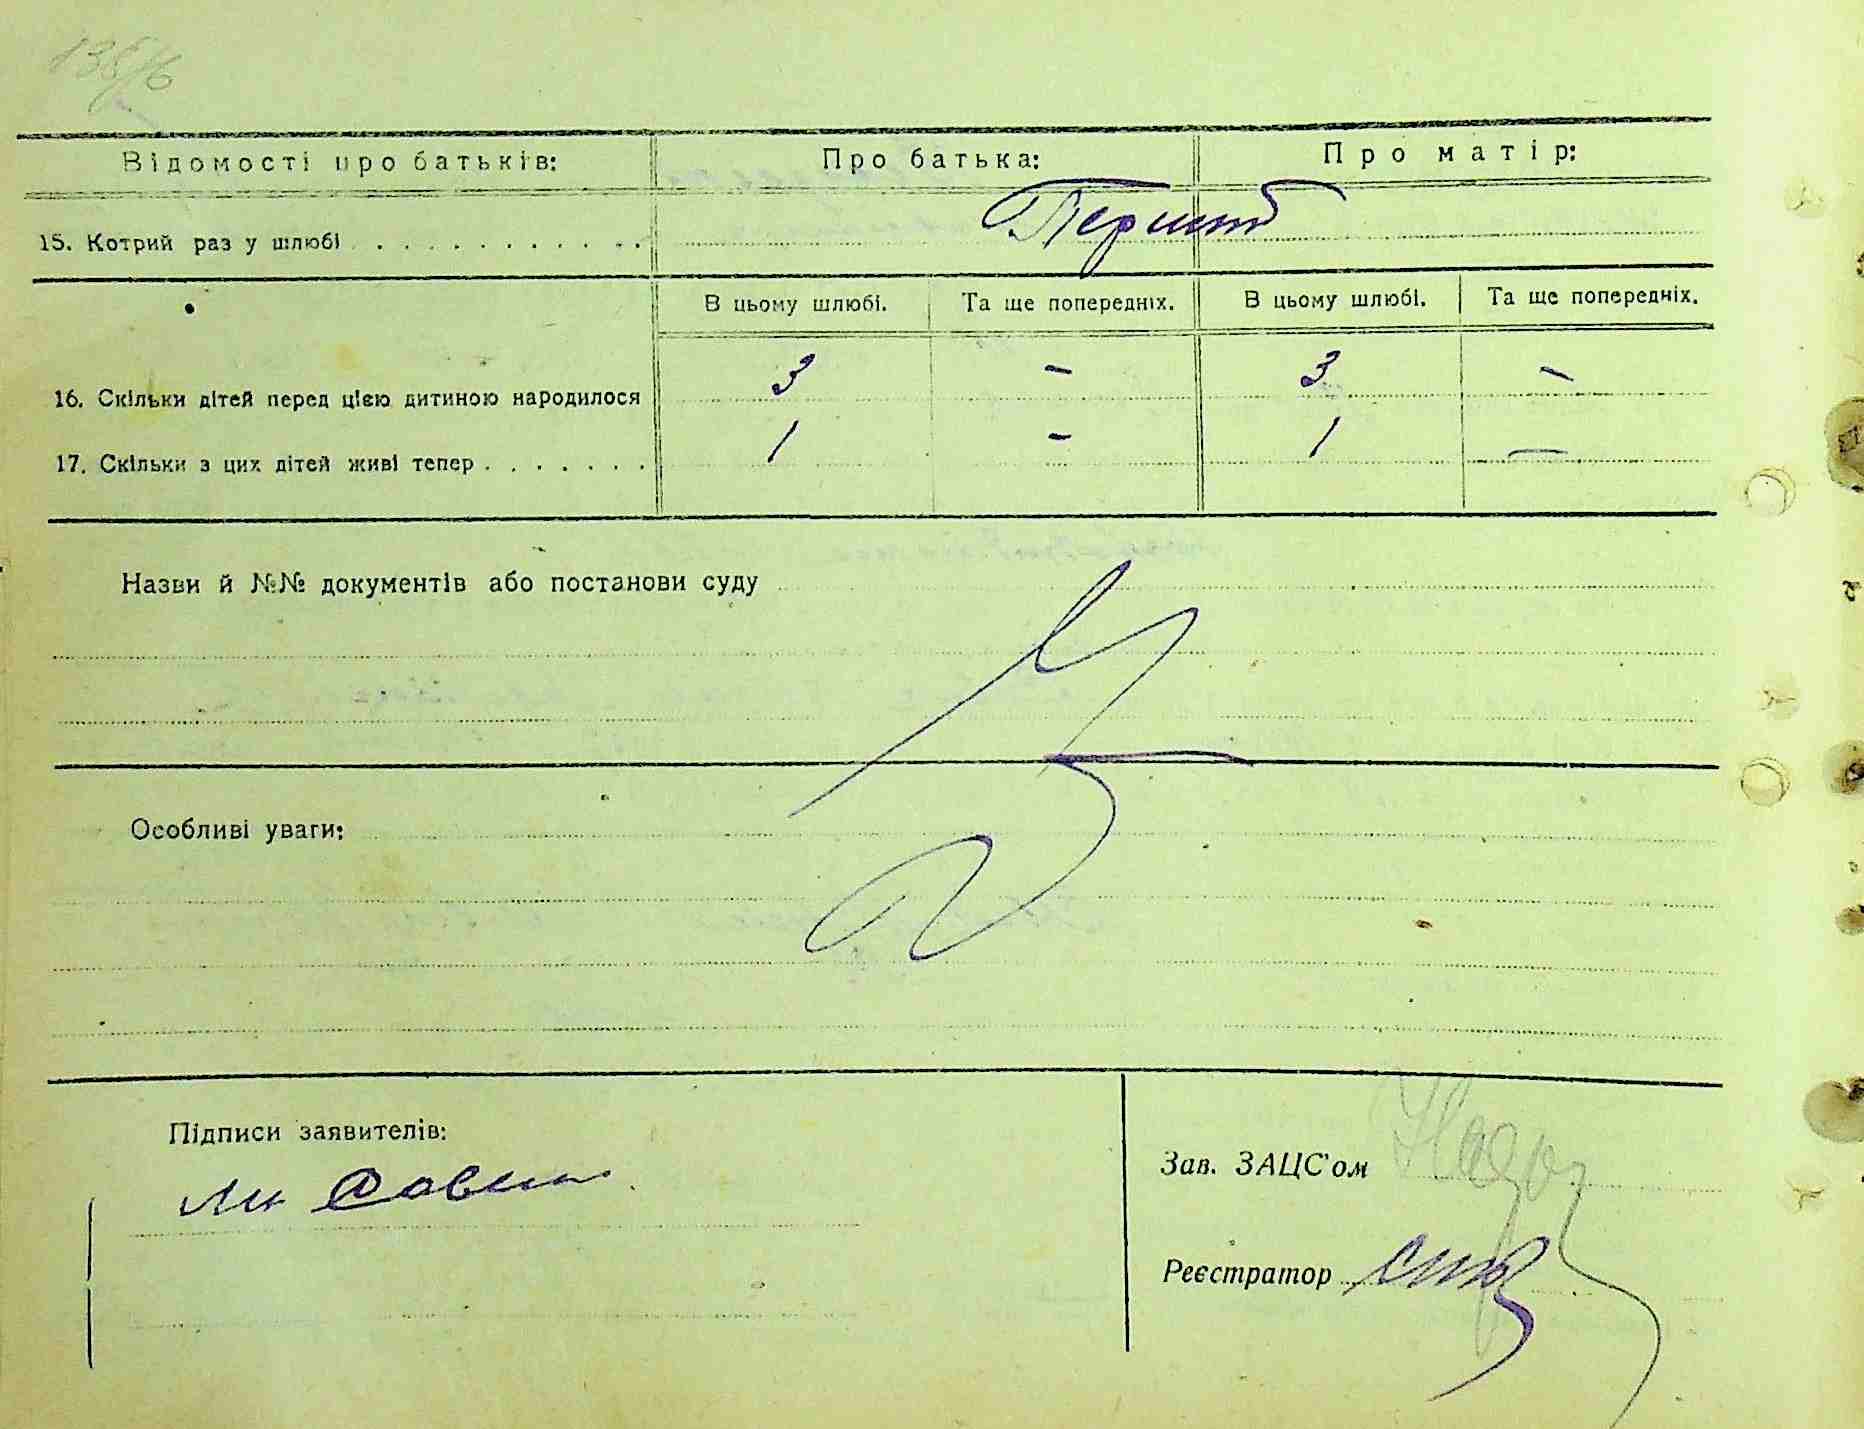 Відомості про батьків: Про батька: Про матір:
15. Котрий раз у шлюбі . . . . . . . . . . . .
В цьому шлюбі. Та ще попередніх. В цьому шлюбі. Та ще попередніх.
16. Скільки дітей перед цією дитиною народилося 3 - 3 -
17. Скільки з цих дітей живі тепер . . . . . . . 1 - 1 -
Назви й №№ документів або постанови суду
Особливі уваги:
Підписи заявителів:
Зав. ЗАЦС'ом
Реєстратор